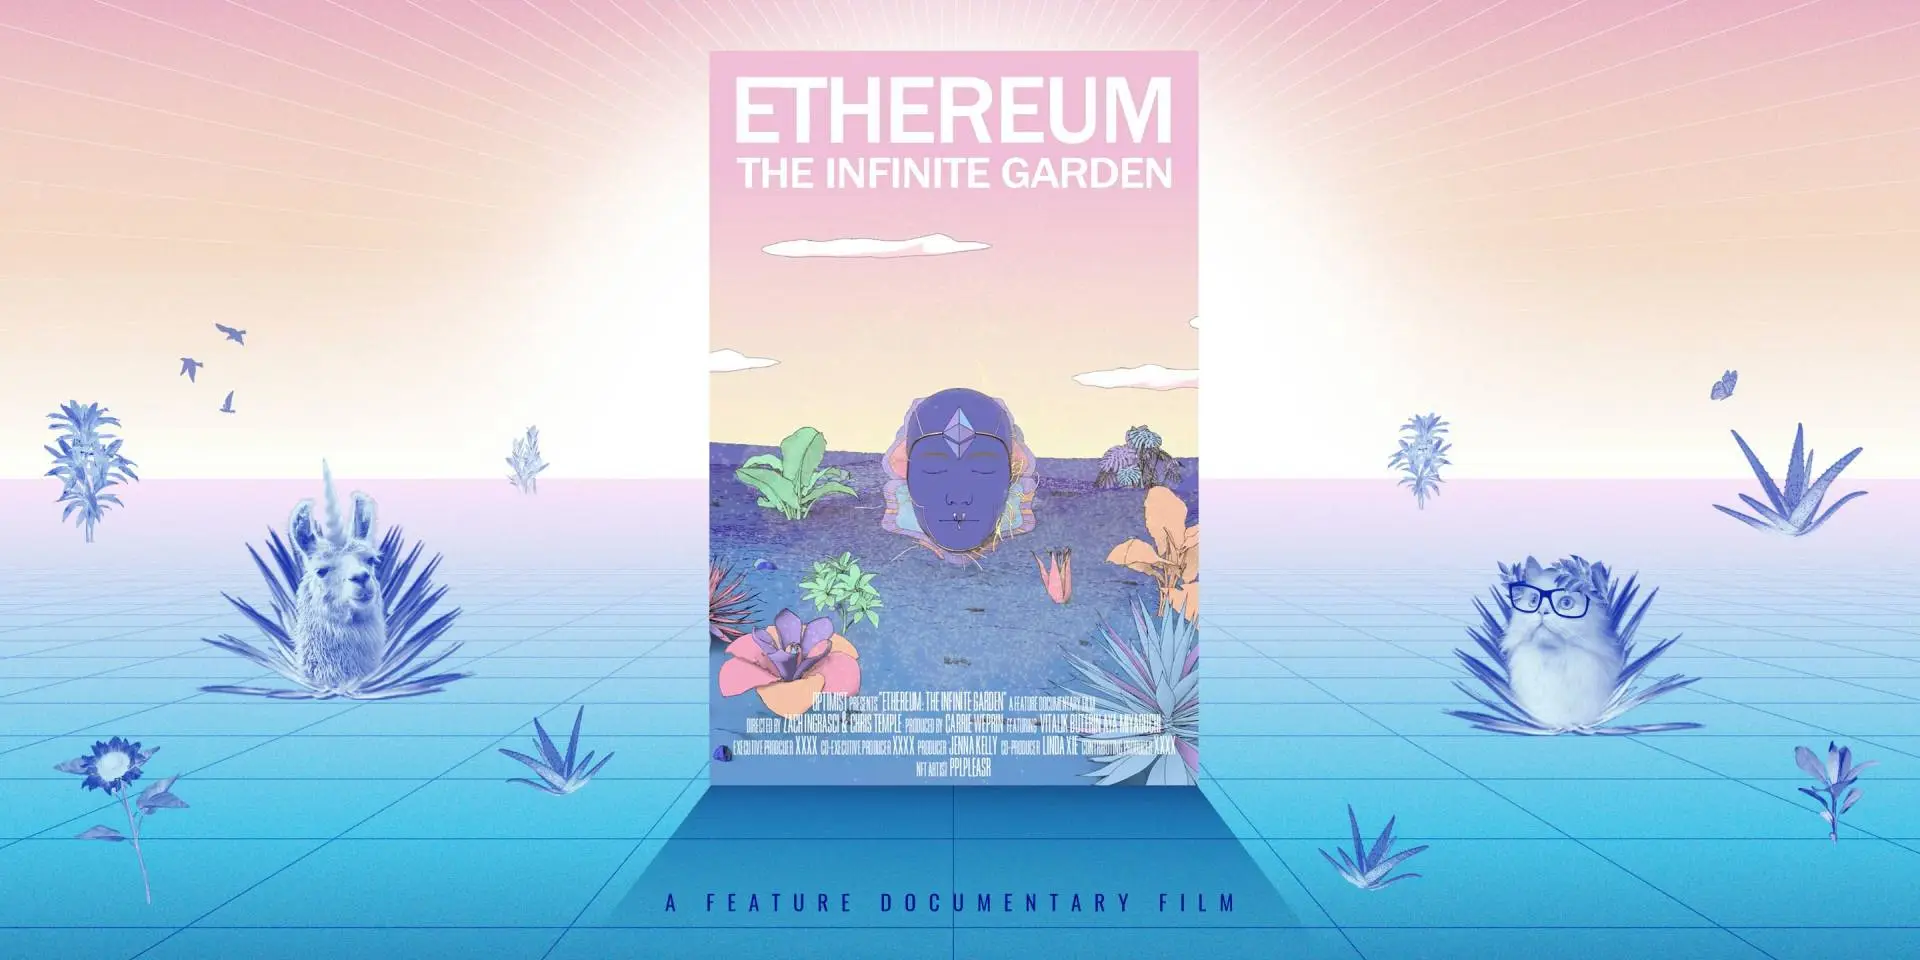 ETHEREUM
THE INFINITE GARDEN
OPTIMIST PRESENTS "ETHEREUM: THE INFINITE GARDEN" A FEATURE DOCUMENTARY FILM
DIRECTED BY ZACH INGRASCI & CHRIS TEMPLE PRODUCED BY CARRIE WEPRIN FEATURING VITALIK BUTERIN AYA MIYAGUCHI
EXECUTIVE PRODCUER XXXX CO-EXECUTIVE PRODUCER XXXX PRODUCER JENNA KELLY CO-PRODUCER LINDA XIE CONTRIBUTING PRODUCER XXXX
NFT ARTIST PPLPLEASR
A FEATURE DOCUMENTARY FILM